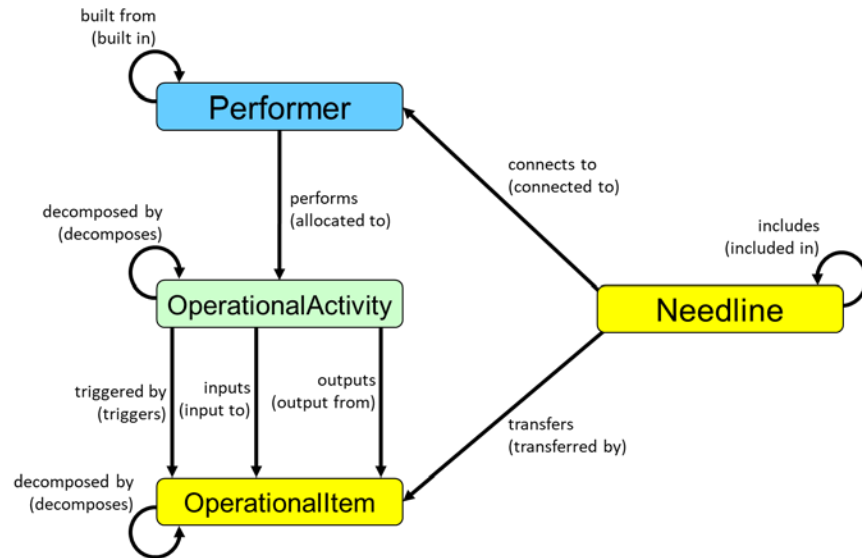 built from
(built in)
Performer
connects to
(connected to)
performs
(allocated to)
decomposed by
(decomposes)
includes
(included in)
OperationalActivity
Needline
triggered by
(triggers)
inputs
(input to)
outputs
(output from)
transfers
(transferred by)
decomposed by
(decomposes)
OperationalItem